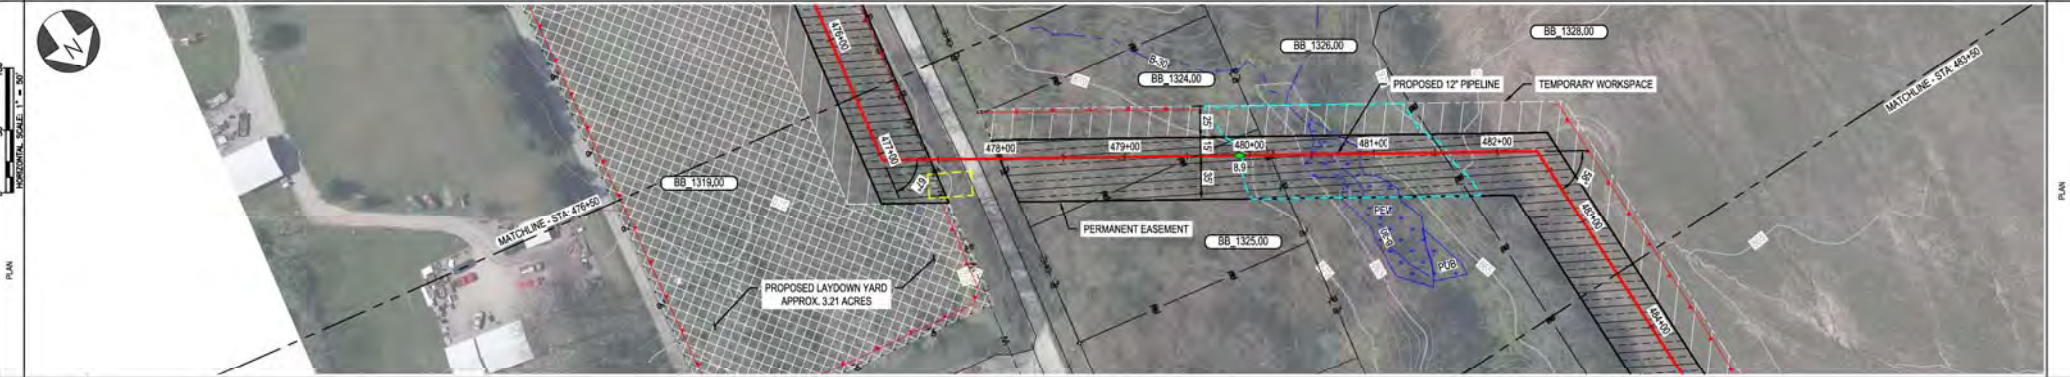 N
HORIZONTAL SCALE: 1" = 50'
PLAN
476+00
477+00
67°
BB_1319.00
MATCHLINE - STA: 476+50
PROPOSED LAYDOWN YARD
APPROX. 3.21 ACRES
478+00
479+00
480+00
481+00
482+00
25'
15'
35'
8.9
BB_1324.00
BB_1326.00
BB_1328.00
PROPOSED 12" PIPELINE
TEMPORARY WORKSPACE
PERMANENT EASEMENT
BB_1325.00
PEM
PUB
B-30
58°
484+00
MATCHLINE - STA: 483+50
PLAN